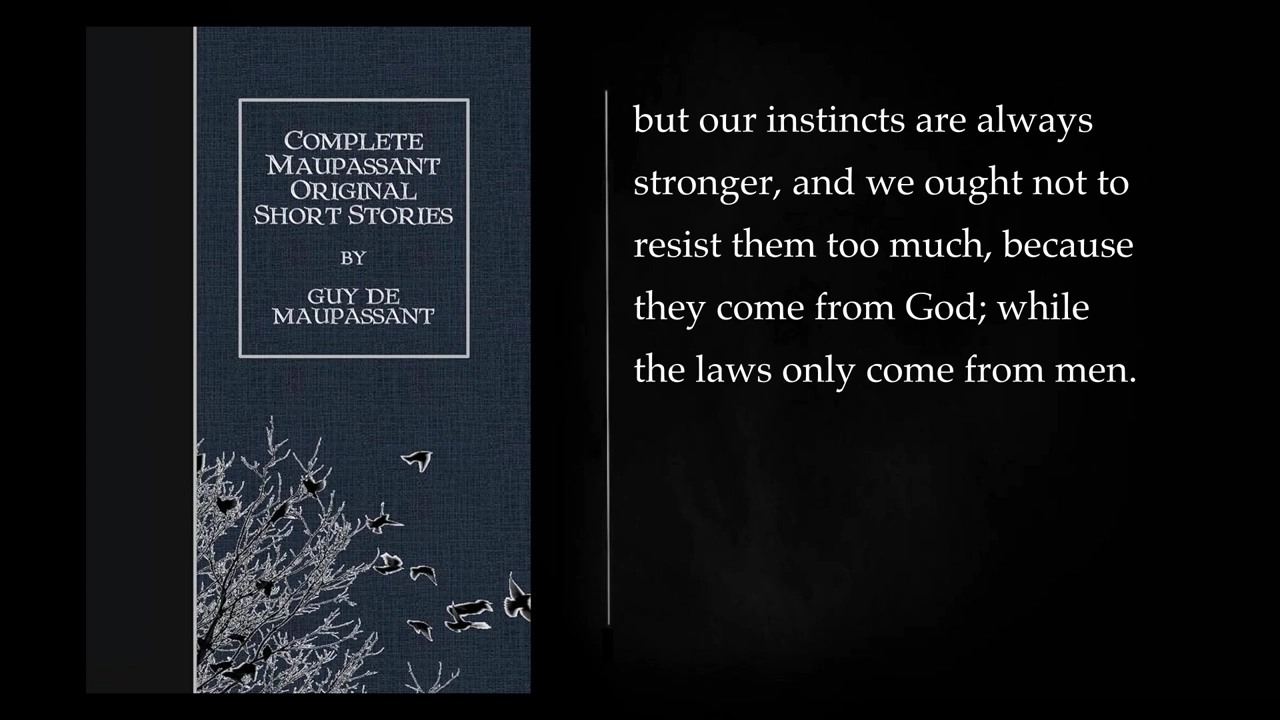 COMPLETE
MAUPASSANT
ORIGINAL
SHORT STORIES
BY
GUY DE
MAUPASSANT
but our instincts are always
stronger, and we ought not to
resist them too much, because
they come from God; while
the laws only come from men.